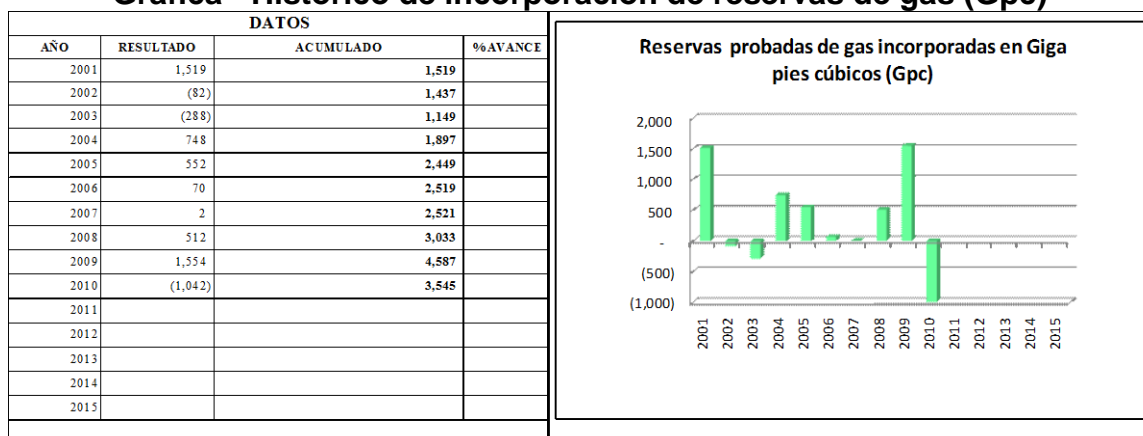 Gráfica - Histórico de incorporación de reservas de gas (Gpc)
DATOS
AÑO RESULTADO ACUMULADO %AVANCE
2001 1,519 1,519
2002 (82) 1,437
2003 (288) 1,149
2004 748 1,897
2005 552 2,449
2006 70 2,519
2007 2 2,521
2008 512 3,033
2009 1,554 4,587
2010 (1,042) 3,545
2011
2012
2013
2014
2015
Reservas probadas de gas incorporadas en Giga
pies cúbicos (Gpc)
2,000
1,500
1,000
500
-
(500)
(1,000)
2001 2002 2003 2004 2005 2006 2007 2008 2009 2010 2011 2012 2013 2014 2015